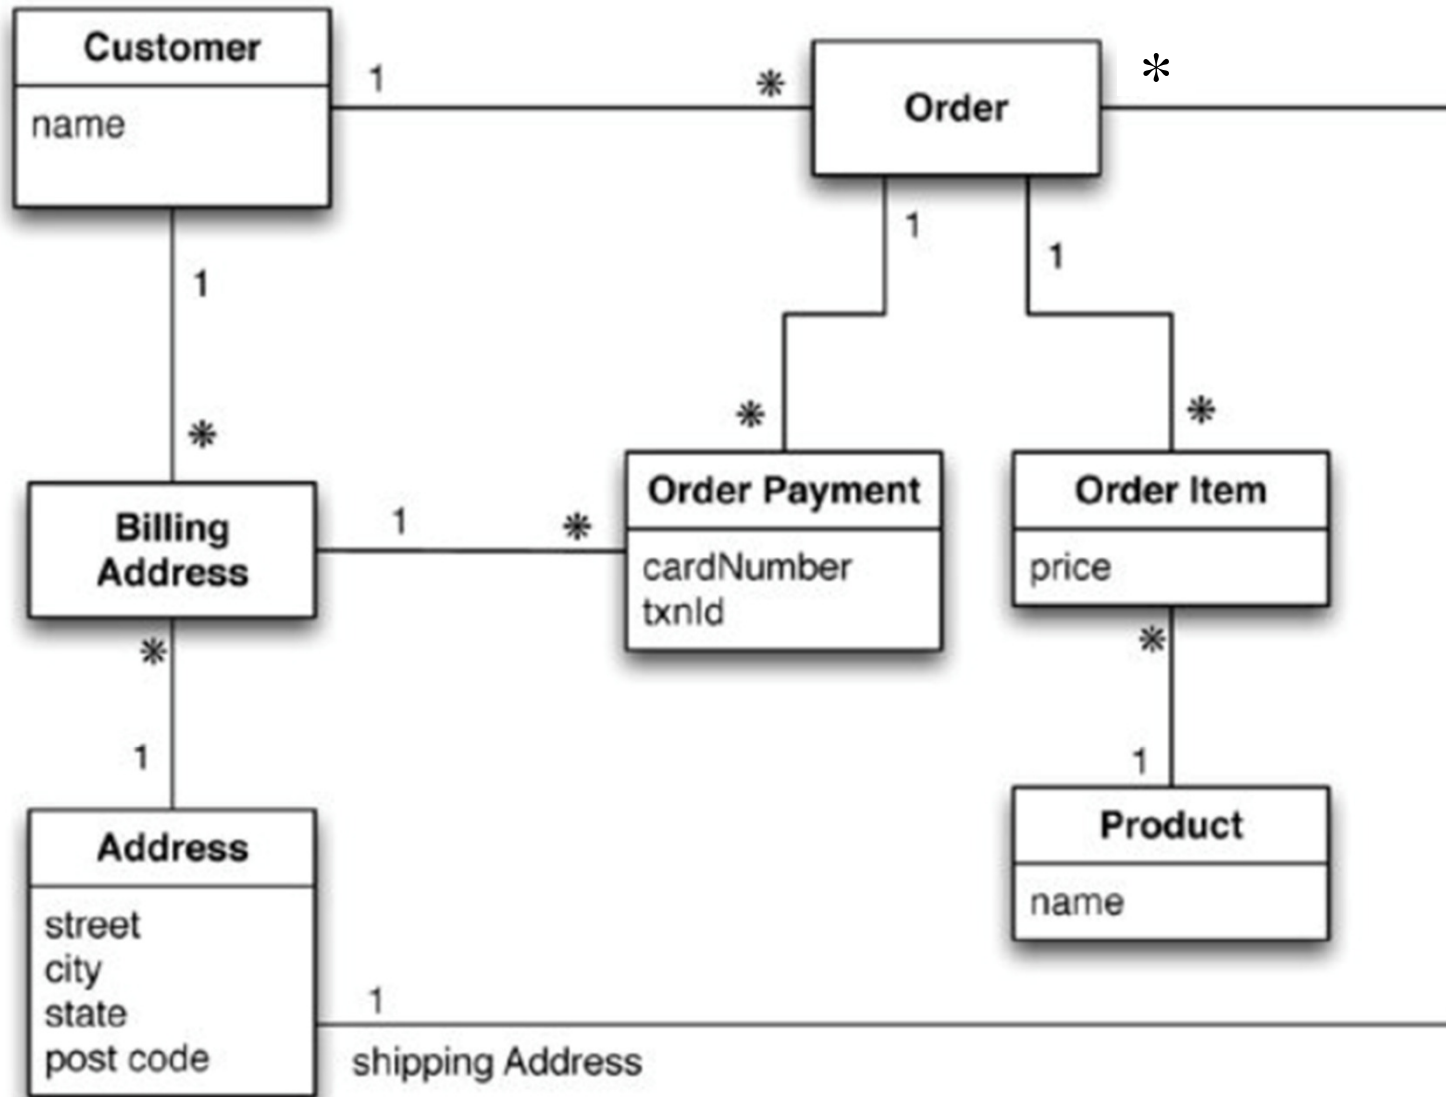 Customer
name
1
*
Order
*
1
1
1
*
*
*
Billing
Address
1
*
Order Payment
cardNumber
txnId
Order Item
price
*
1
*
1
Address
street
city
state
post code
Product
name
1
shipping Address